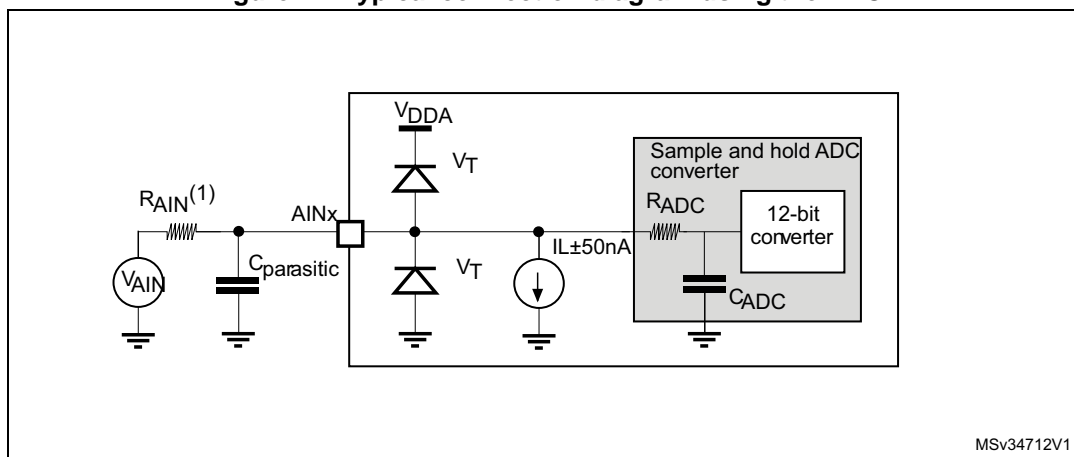 VDDA
VT
Sample and hold ADC
converter
RAIN(1)
AINx
RADC
12-bit
converter
IL±50nA
VAIN
Cparasitic
VT
CADC
MSv34712V1